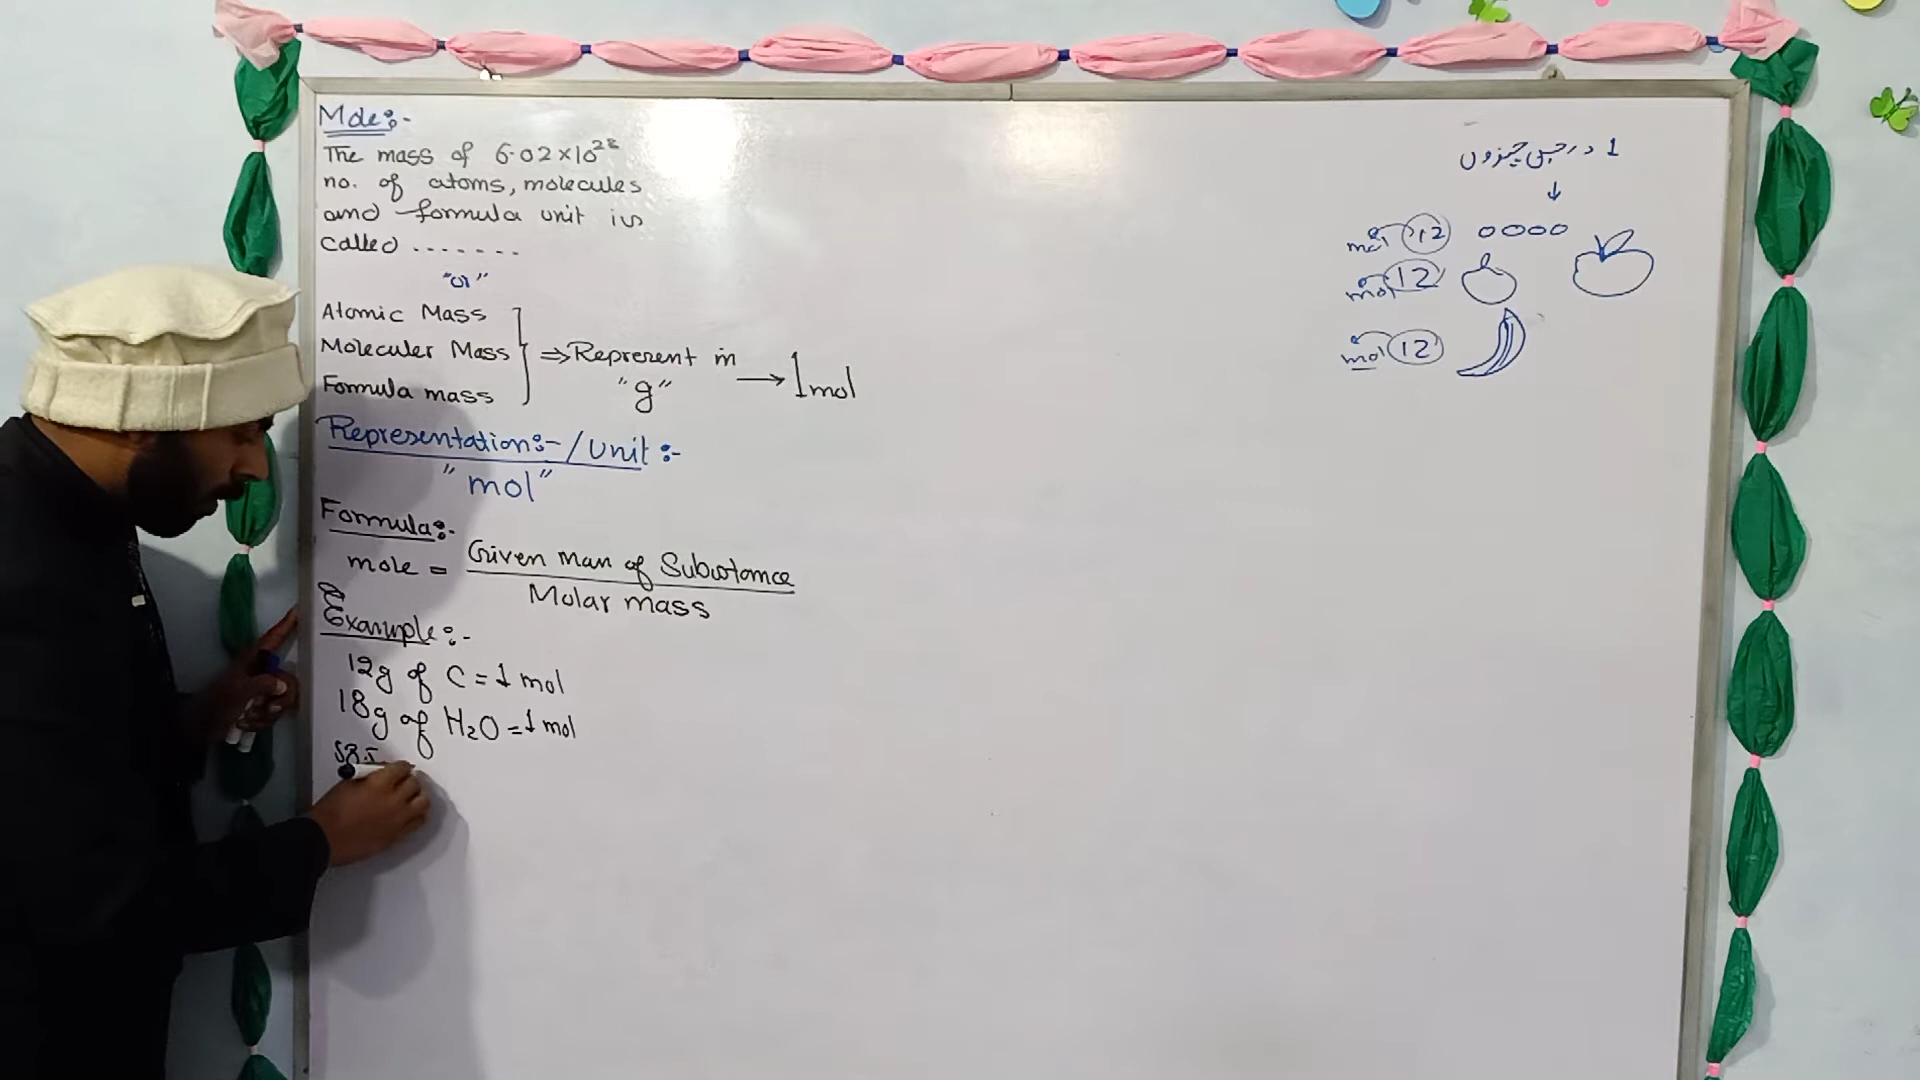 Mole:-
The mass of 6.02×10²³
no. of atoms, molecules
and formula unit is
called .......
"or"
Atomic Mass
Moleculer Mass
Formula mass
⇒ Represent in
"g"
→ 1mol
Representation:-/Unit:-
"mol"
Formula:-
mole = Given Mass of Substance
Molar mass
Example:-
12g of C = 1 mol
18g of H₂O = 1 mol
58.5
1 درجن چیزوں
↓
mol 12
mol 12
mol 12